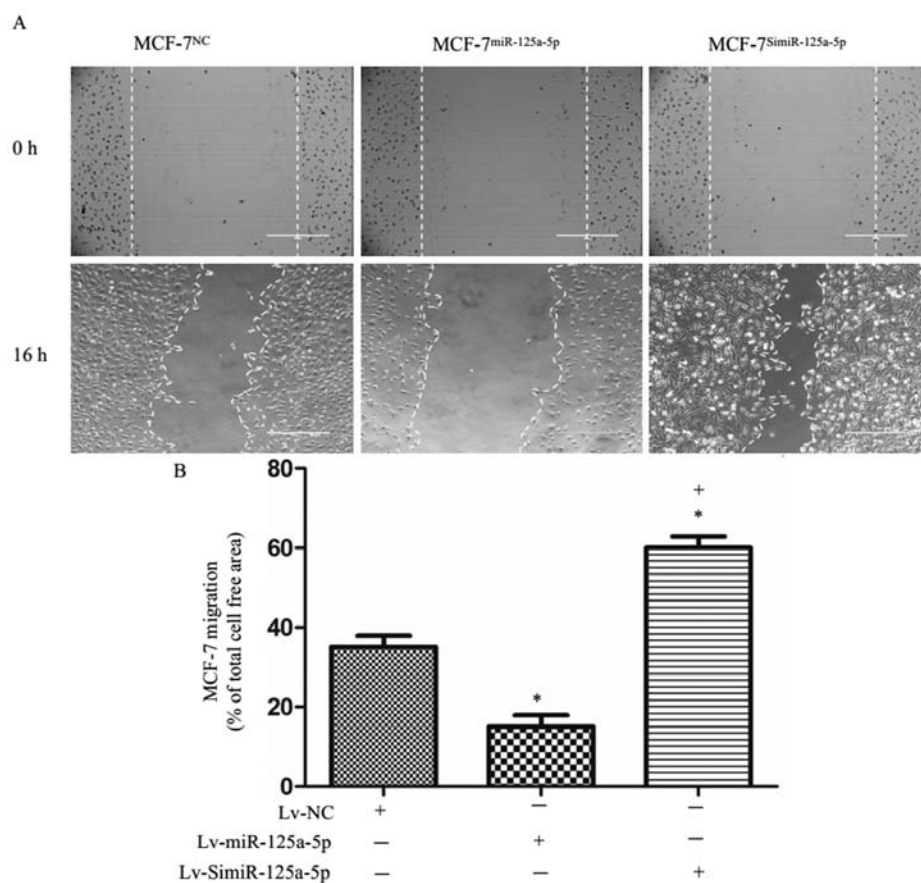 A
MCF-7NC MCF-7miR-125a-5p MCF-7SimiR-125a-5p
0 h
16 h
B
MCF-7 migration
(% of total cell free area)
80
60
40
20
0
+
*
*
Lv-NC + — —
Lv-miR-125a-5p — + —
Lv-SimiR-125a-5p — — +